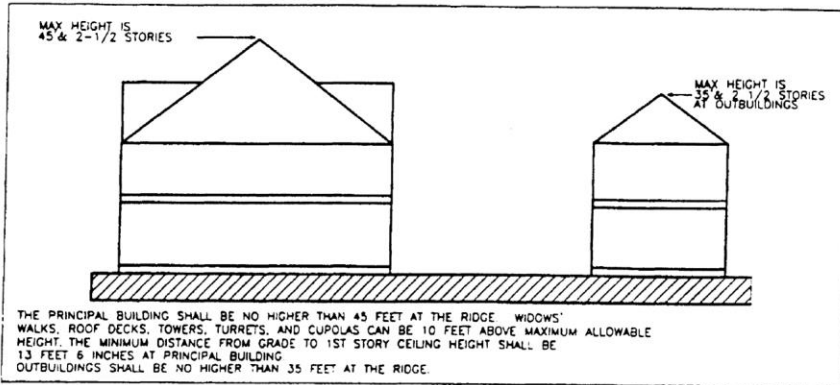 MAX HEIGHT IS
45' & 2-1/2 STORIES
MAX HEIGHT IS
35' & 2 1/2 STORIES
AT OUTBUILDINGS
THE PRINCIPAL BUILDING SHALL BE NO HIGHER THAN 45 FEET AT THE RIDGE. WIDOWS'
WALKS, ROOF DECKS, TOWERS, TURRETS, AND CUPOLAS CAN BE 10 FEET ABOVE MAXIMUM ALLOWABLE
HEIGHT. THE MINIMUM DISTANCE FROM GRADE TO 1ST STORY CEILING HEIGHT SHALL BE
13 FEET 6 INCHES AT PRINCIPAL BUILDING
OUTBUILDINGS SHALL BE NO HIGHER THAN 35 FEET AT THE RIDGE.